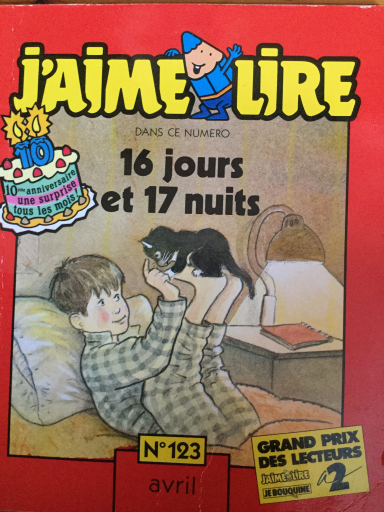 J'AIME LIRE
DANS CE NUMERO
16 jours
et 17 nuits
10
10ème anniversaire
une surprise
tous les mois!
N° 123
avril
GRAND PRIX
DES LECTEURS
J'AIME LIRE
JE BOUQUINE
a2